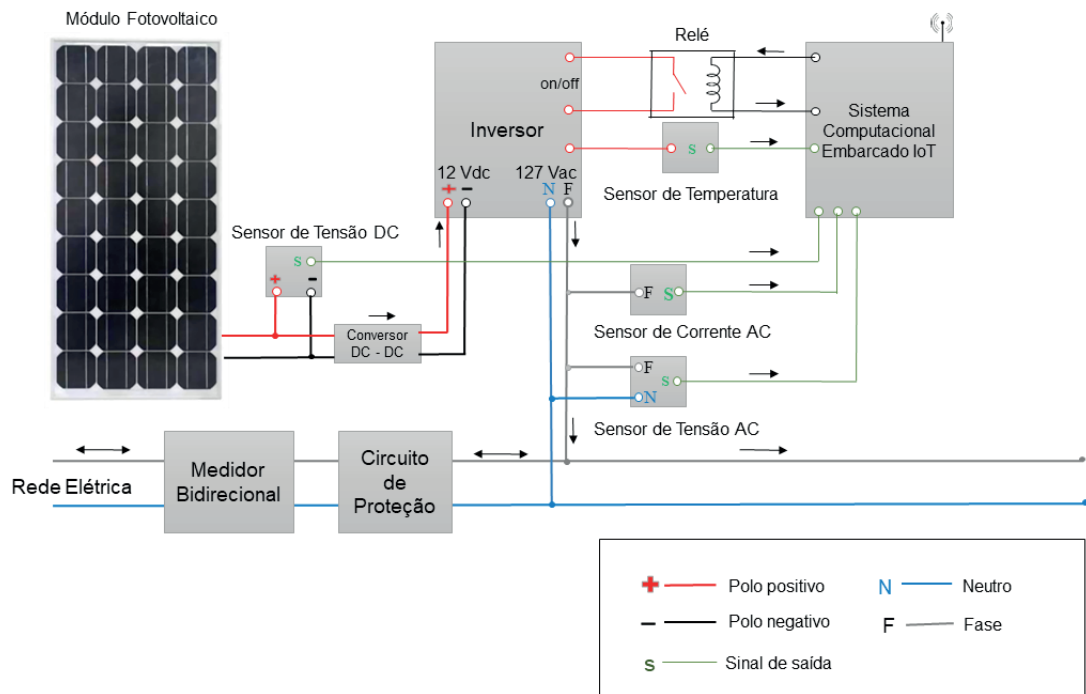 Módulo Fotovoltaico
Relé
on/off
Inversor
Sistema
Computacional
Embarcado IoT
s
12 Vdc
127 Vac
+
-
N
F
Sensor de Temperatura
Sensor de Tensão DC
s
+
-
F
S
Conversor
DC - DC
Sensor de Corrente AC
F
s
N
Sensor de Tensão AC
Rede Elétrica
Medidor
Bidirecional
Circuito
de
Proteção
+ Polo positivo
N Neutro
- Polo negativo
F Fase
s Sinal de saída